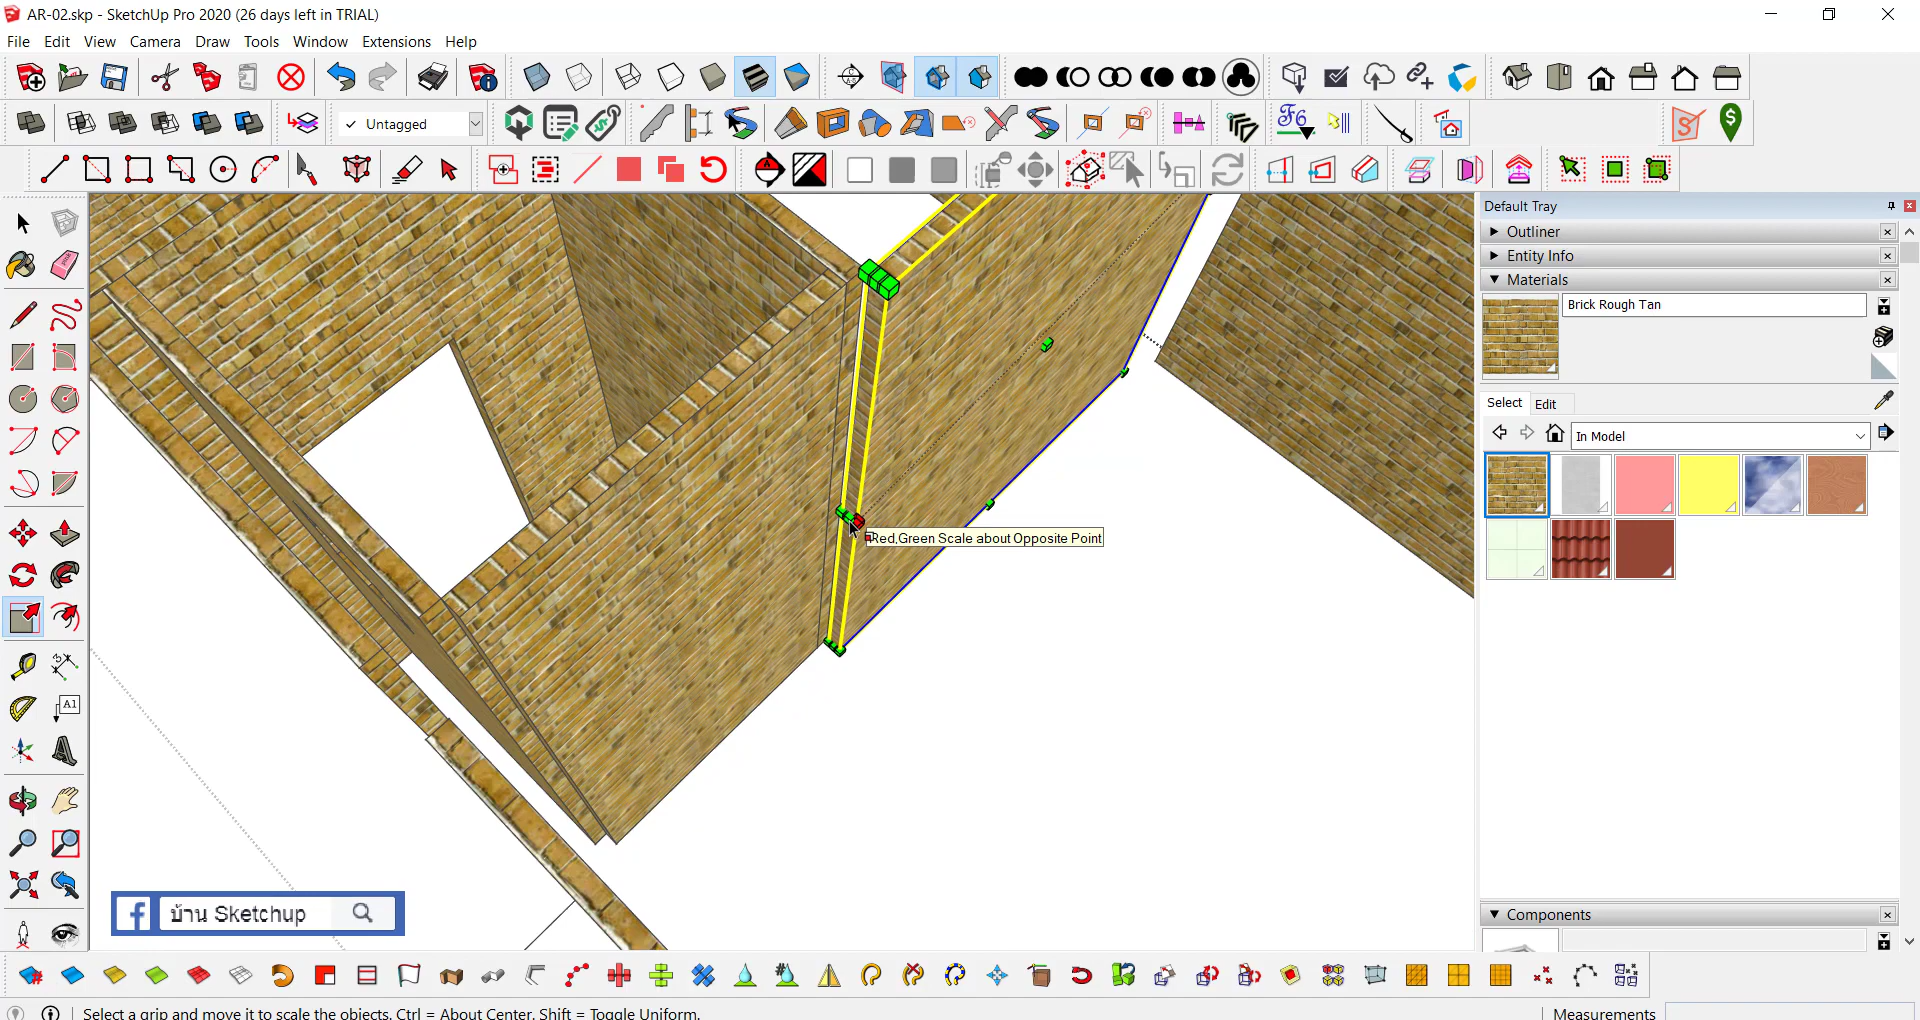 AR-02.skp - SketchUp Pro 2020 (26 days left in TRIAL)
File Edit View Camera Draw Tools Window Extensions Help
Untagged
Default Tray
Outliner
Entity Info
Materials
Brick Rough Tan
Select Edit
In Model
Red,Green Scale about Opposite Point
บ้าน Sketchup
Components
Select a grip and move it to scale the objects. Ctrl = About Center. Shift = Toggle Uniform.
Measurements